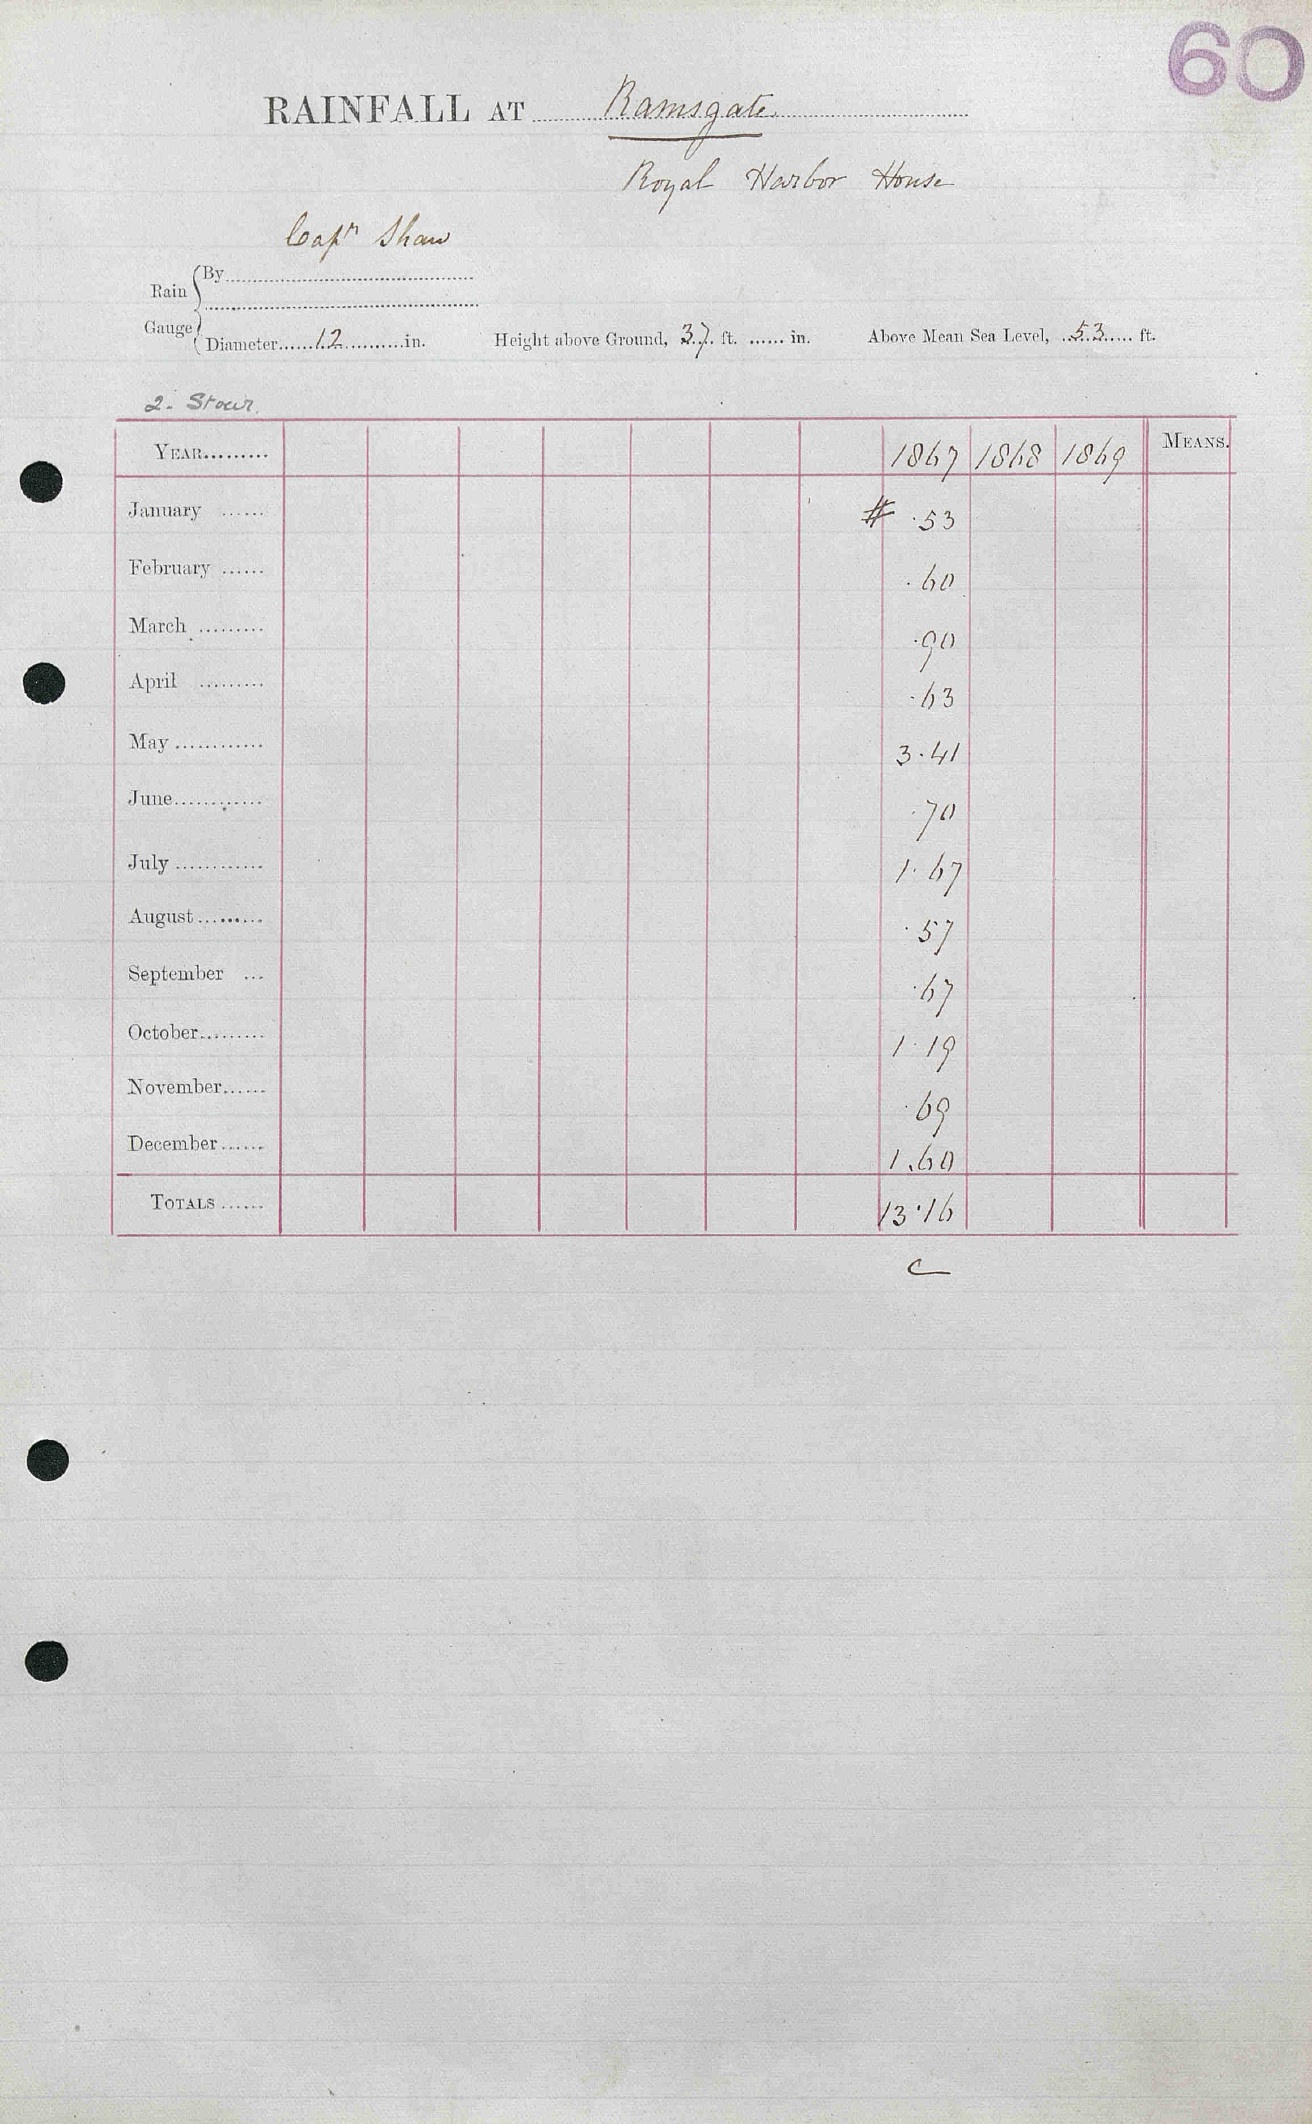 60
RAINFALL AT Ramsgate.
Royal Harbor House
Capn Shaw
Rain Gauge { By
Diameter......12......in. Height above Ground, 37 ft. ...... in. Above Mean Sea Level, ..53.... ft.
2. Stour.
YEAR......... 1867 1868 1869 MEANS.
January ...... # .53
February ...... .60
March ......... .90
April ......... .63
May ............ 3.41
June............ .70
July ............ 1.67
August......... .57
September ... .67
October......... 1.19
November...... .69
December...... 1.60
TOTALS ...... 13.16
C